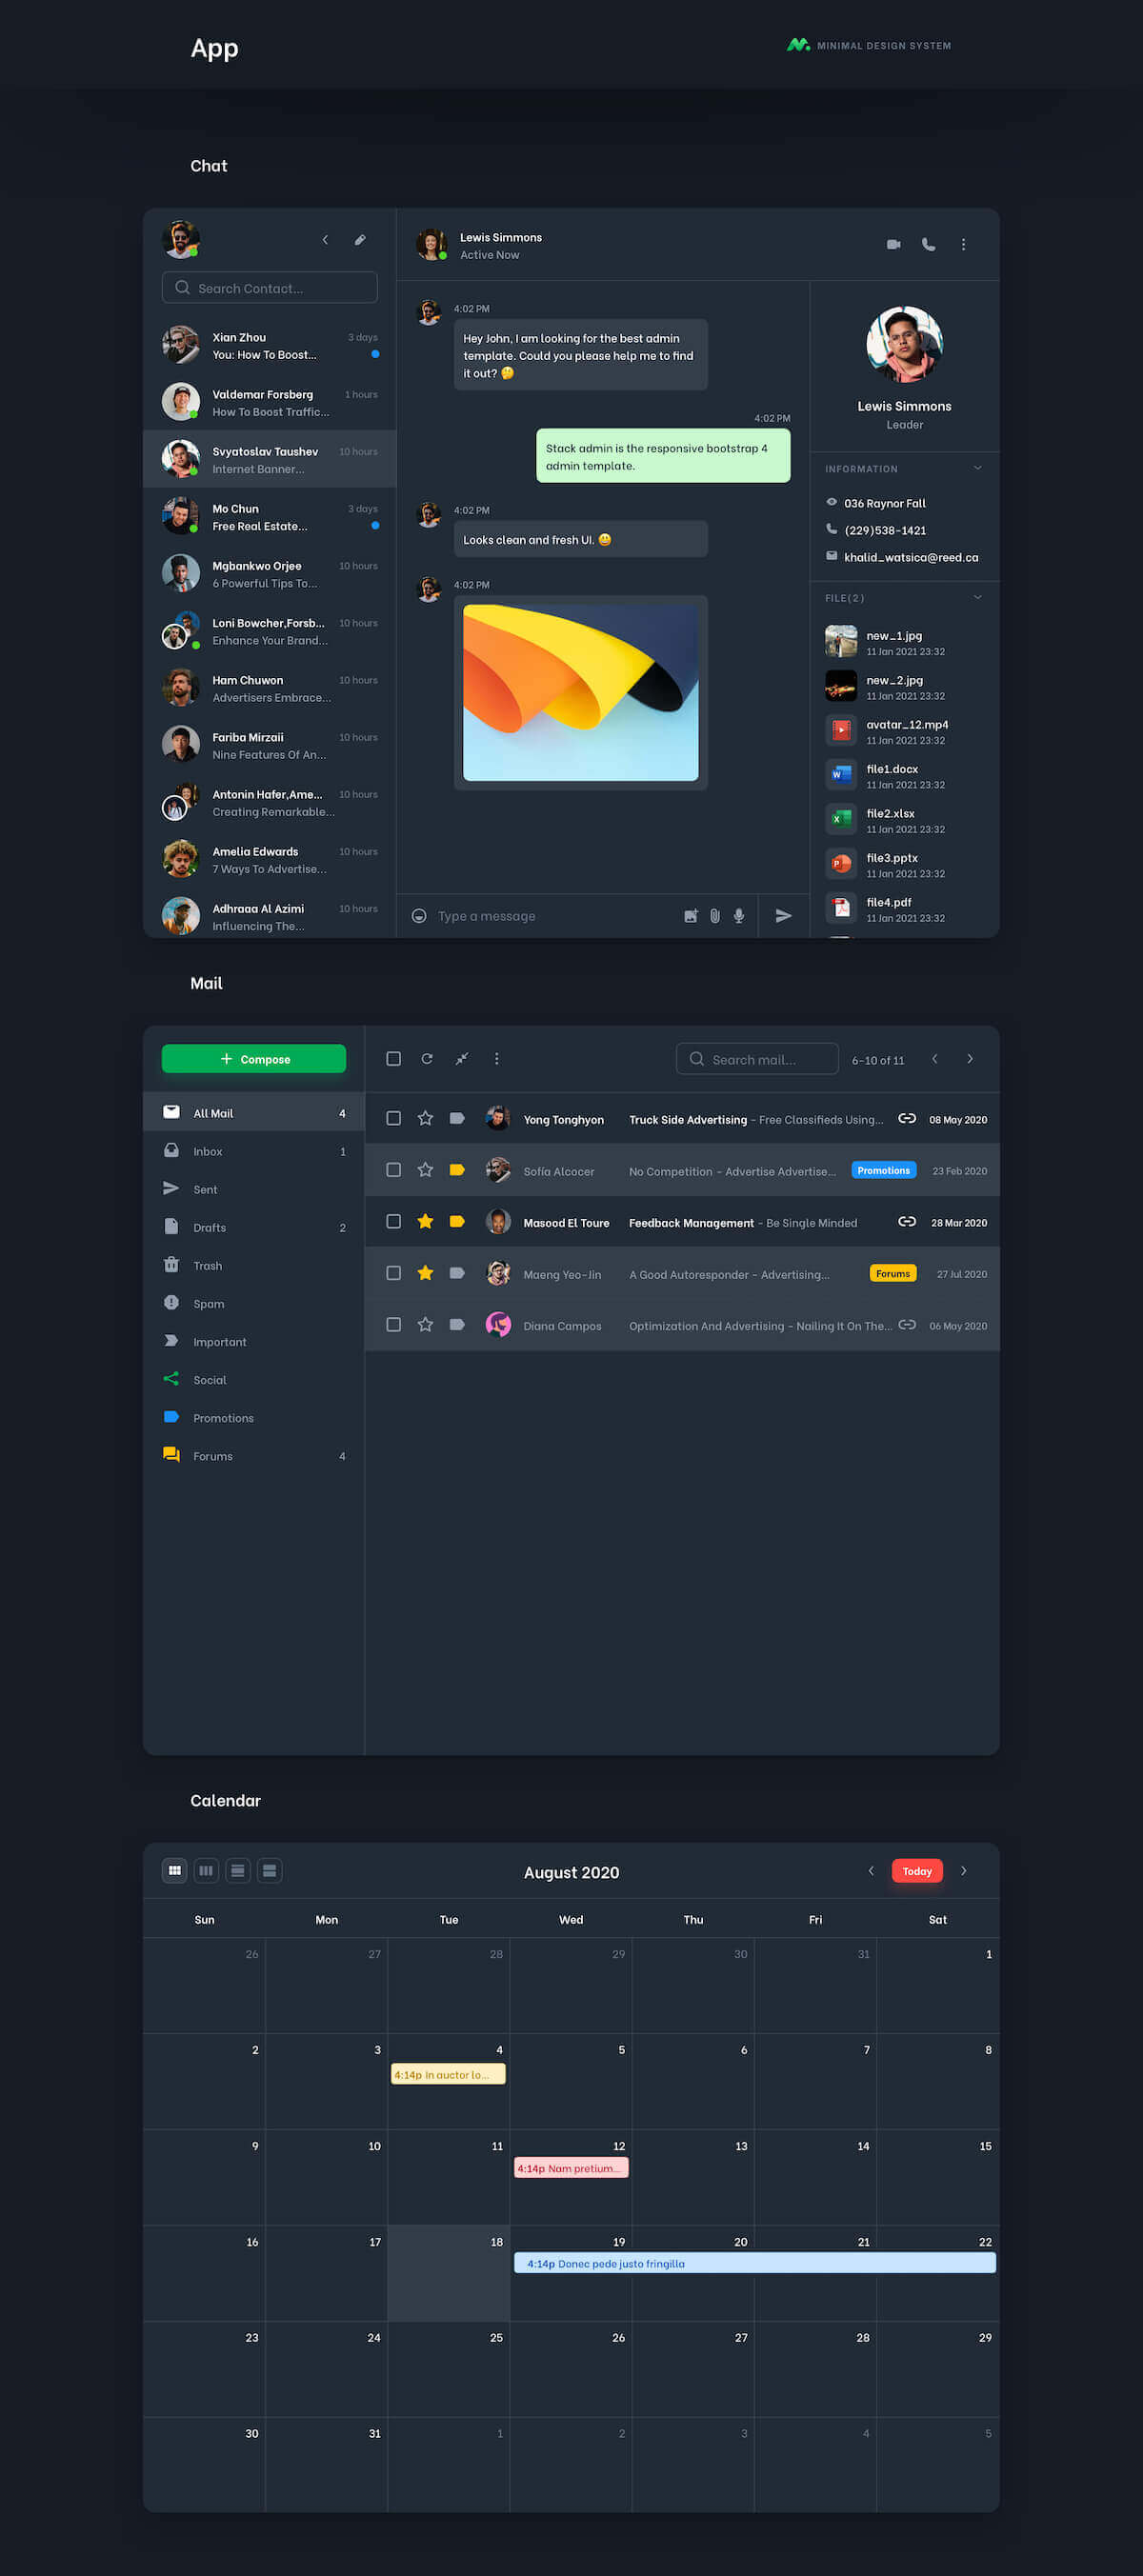 App
MINIMAL DESIGN SYSTEM
Chat
Search Contact...
Xian Zhou 3 days
You: How To Boost...
Valdemar Forsberg 1 hours
How To Boost Traffic...
Svyatoslav Taushev 10 hours
Internet Banner...
Mo Chun 3 days
Free Real Estate...
Mgbankwo Orjee 10 hours
6 Powerful Tips To...
Loni Bowcher,Forsb... 10 hours
Enhance Your Brand...
Ham Chuwon 10 hours
Advertisers Embrace...
Fariba Mirzaii 10 hours
Nine Features Of An...
Antonin Hafer,Ame... 10 hours
Creating Remarkable...
Amelia Edwards 10 hours
7 Ways To Advertise...
Adhraaa Al Azimi 10 hours
Influencing The...
Lewis Simmons
Active Now
4:02 PM
Hey John, I am looking for the best admin
template. Could you please help me to find
it out? 🤔
4:02 PM
Stack admin is the responsive bootstrap 4
admin template.
4:02 PM
Looks clean and fresh UI. 😃
4:02 PM
Type a message
Lewis Simmons
Leader
INFORMATION
036 Raynor Fall
(229)538-1421
khalid_watsica@reed.ca
FILE(2)
new_1.jpg
11 Jan 2021 23:32
new_2.jpg
11 Jan 2021 23:32
avatar_12.mp4
11 Jan 2021 23:32
file1.docx
11 Jan 2021 23:32
file2.xlsx
11 Jan 2021 23:32
file3.pptx
11 Jan 2021 23:32
file4.pdf
11 Jan 2021 23:32
Mail
Compose
All Mail 4
Inbox 1
Sent
Drafts 2
Trash
Spam
Important
Social
Promotions
Forums 4
Search mail... 6-10 of 11
Yong Tonghyon Truck Side Advertising - Free Classifieds Using... 08 May 2020
Sofía Alcocer No Competition - Advertise Advertise... Promotions 23 Feb 2020
Masood El Toure Feedback Management - Be Single Minded 28 Mar 2020
Maeng Yeo-Jin A Good Autoresponder - Advertising... Forums 27 Jul 2020
Diana Campos Optimization And Advertising - Nailing It On The... 06 May 2020
Calendar
August 2020 Today
Sun Mon Tue Wed Thu Fri Sat
26 27 28 29 30 31 1
2 3 4 5 6 7 8
4:14p In auctor lo...
9 10 11 12 13 14 15
4:14p Nam pretium...
16 17 18 19 20 21 22
4:14p Donec pede justo fringilla
23 24 25 26 27 28 29
30 31 1 2 3 4 5